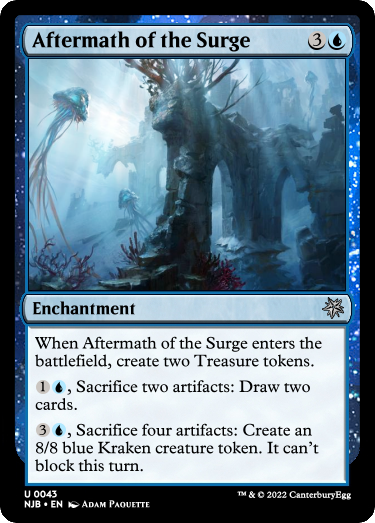 Aftermath of the Surge 3
Enchantment
When Aftermath of the Surge enters the
battlefield, create two Treasure tokens.
1, Sacrifice two artifacts: Draw two
cards.
3, Sacrifice four artifacts: Create an
8/8 blue Kraken creature token. It can't
block this turn.
U 0043
NJB • EN Adam Paquette
™ & © 2022 CanterburyEgg